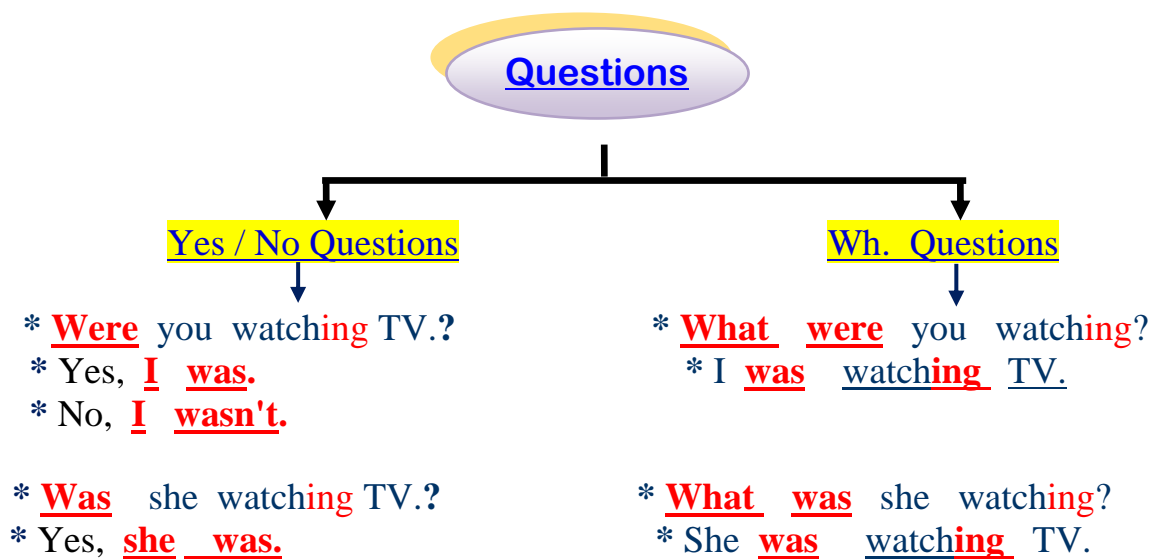 Questions
Yes / No Questions
* Were you watching TV.?
* Yes, I was.
* No, I wasn't.
* Was she watching TV.?
* Yes, she was.
Wh. Questions
* What were you watching?
* I was watching TV.
* What was she watching?
* She was watching TV.